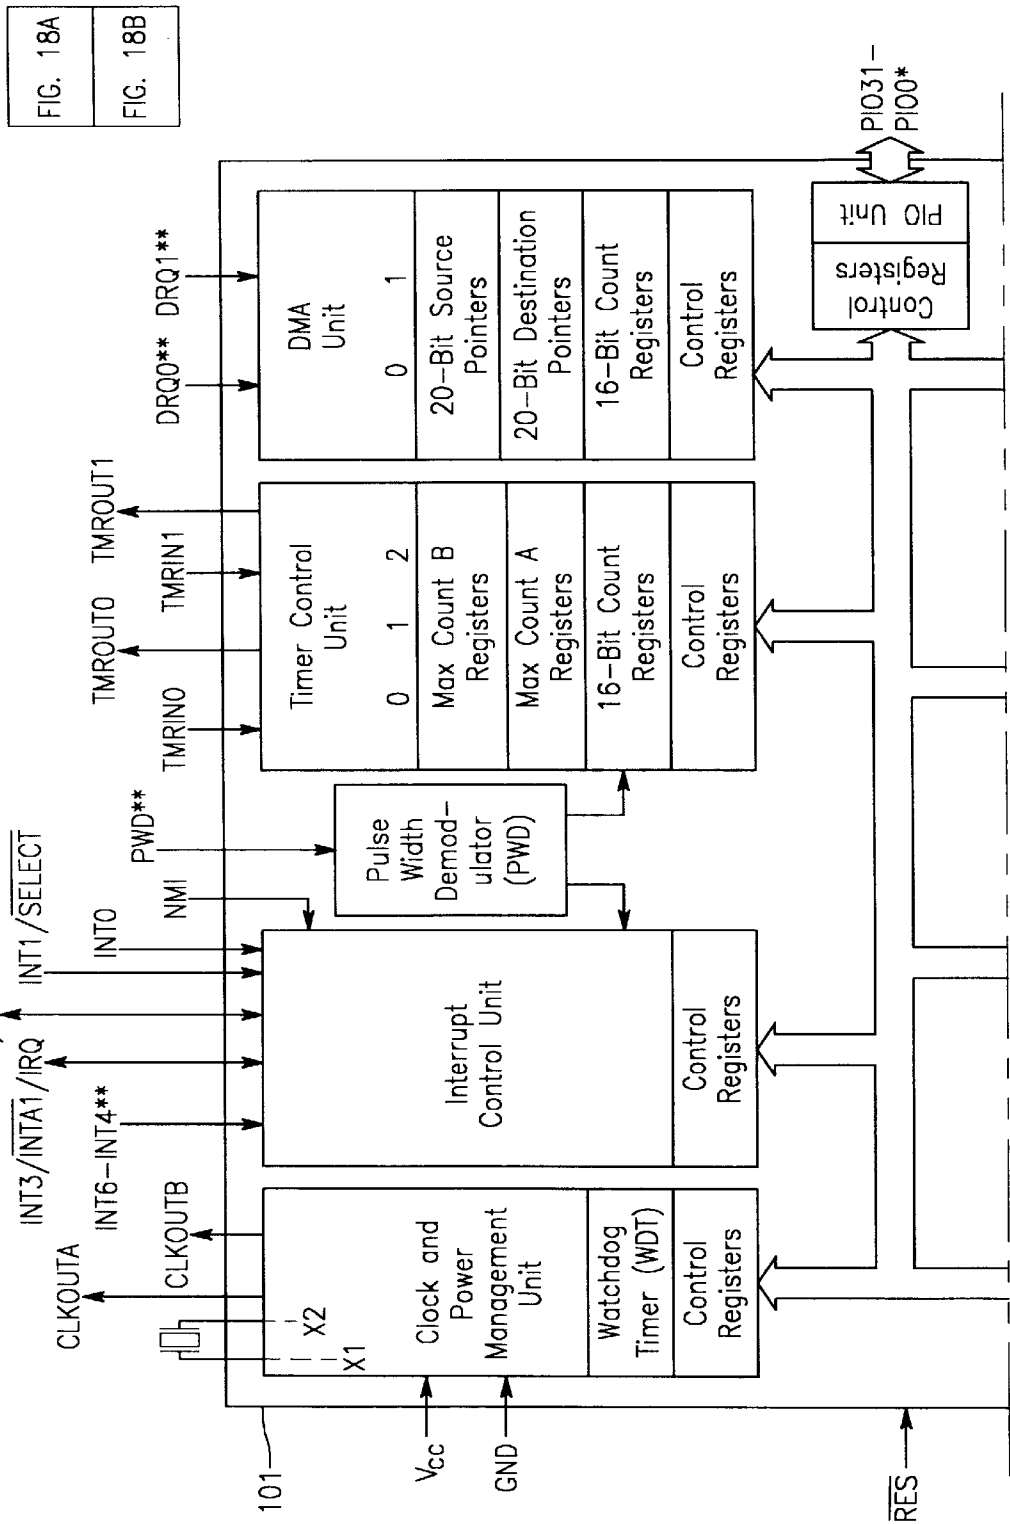 FIG. 18A
FIG. 18B
CLKOUTA
CLKOUTB
INT6-INT4**
INT3/INTA1/IRQ
INT1/SELECT
INT0
NMI
PWD**
TMRIN0
TMROUT0
TMRIN1
TMROUT1
DRQ0**
DRQ1**
101
X1
X2
Vcc
GND
RES
Clock and
Power
Management
Unit
Watchdog
Timer (WDT)
Control
Registers
Interrupt
Control Unit
Control
Registers
Pulse
Width
Demod-
ulator
(PWD)
Timer Control
Unit
0 1 2
Max Count B
Registers
Max Count A
Registers
16-Bit Count
Registers
Control
Registers
DMA
Unit
0 1
20-Bit Source
Pointers
20-Bit Destination
Pointers
16-Bit Count
Registers
Control
Registers
Control
Registers
PIO Unit
PIO31-
PIO0*